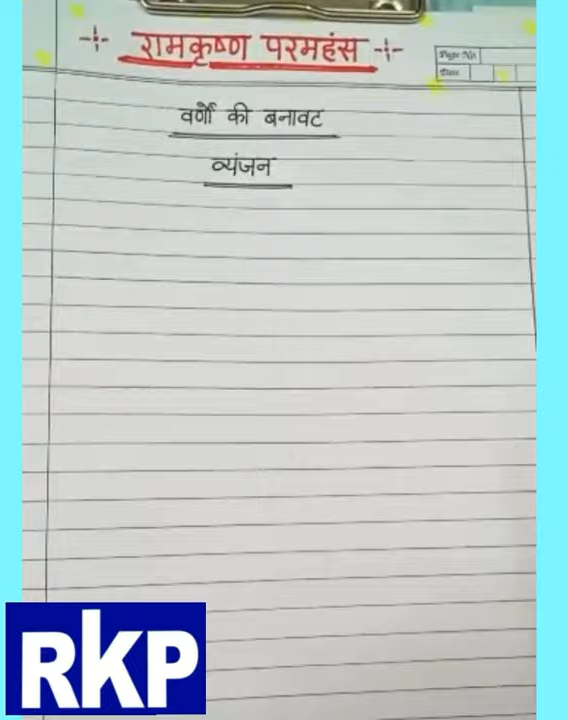 -:- रामकृष्ण परमहंस -:-
Page No.
Date
वर्णों की बनावट
व्यंजन
RKP